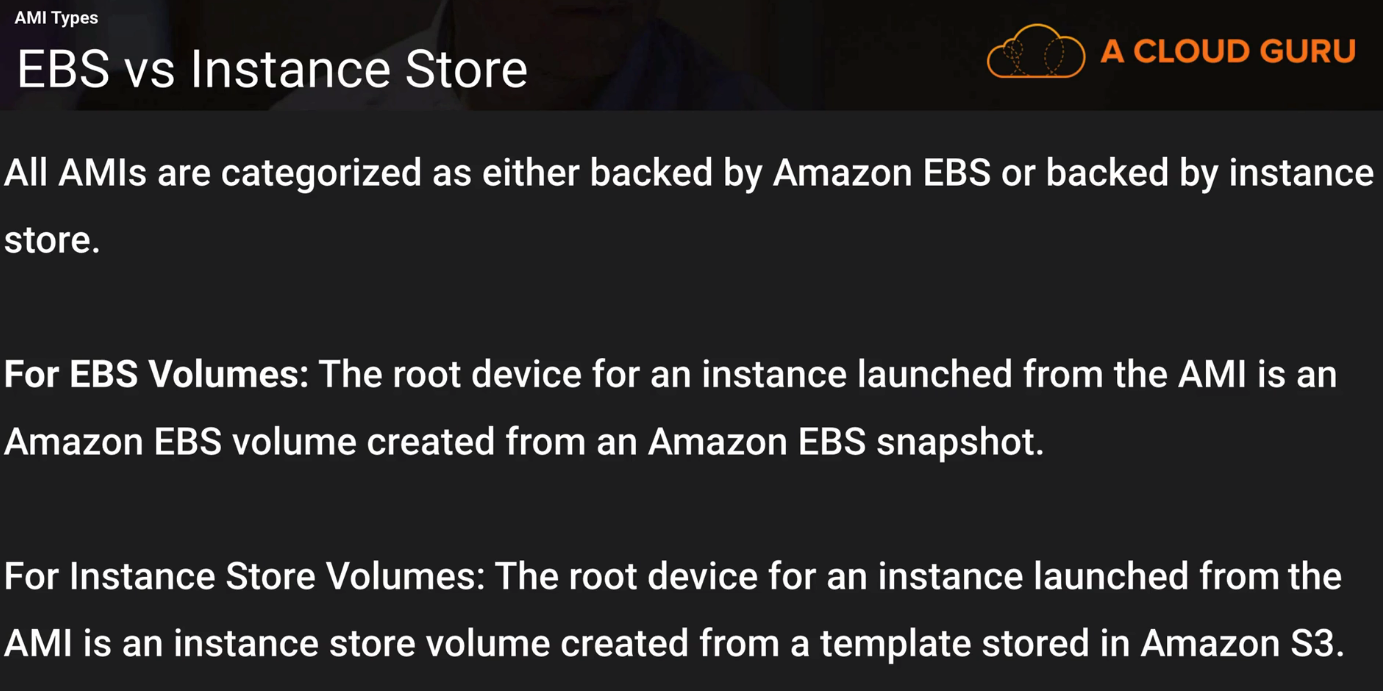 AMI Types
EBS vs Instance Store
A CLOUD GURU
All AMIs are categorized as either backed by Amazon EBS or backed by instance
store.
For EBS Volumes: The root device for an instance launched from the AMI is an
Amazon EBS volume created from an Amazon EBS snapshot.
For Instance Store Volumes: The root device for an instance launched from the
AMI is an instance store volume created from a template stored in Amazon S3.